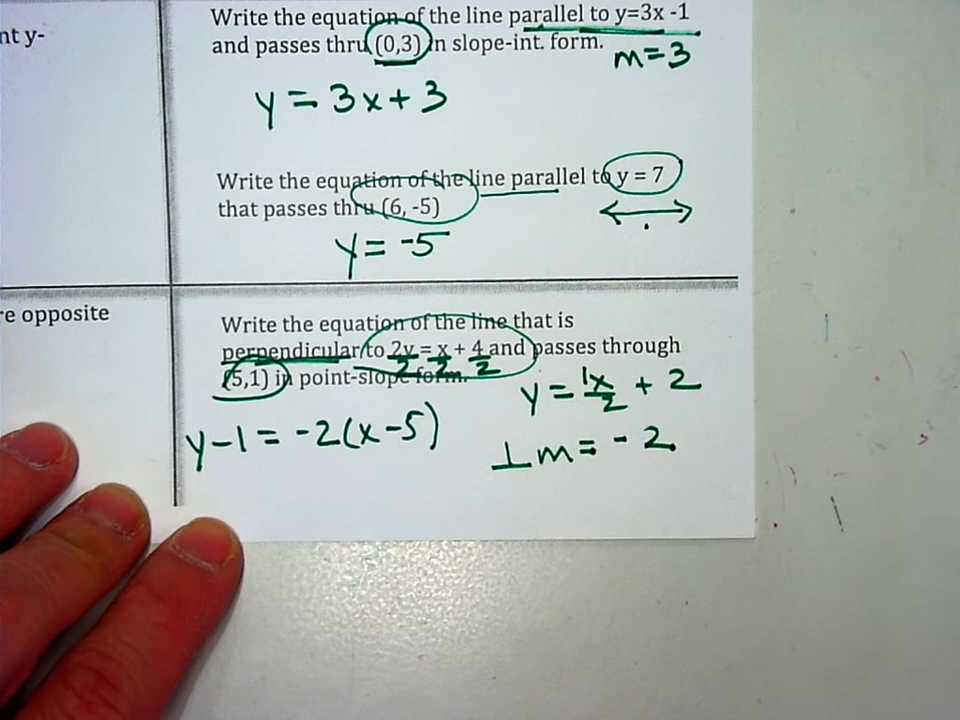 nt y-
Write the equation of the line parallel to y=3x -1
and passes thru (0,3) in slope-int. form.
m=3
y = 3x + 3
Write the equation of the line parallel to y = 7
that passes thru (6, -5)
y = -5
re opposite
Write the equation of the line that is
perpendicular to 2y = x + 4 and passes through
2 2 2
(5,1) in point-slope form.
y = 1x/2 + 2
y-1 = -2(x-5)
⊥ m = -2